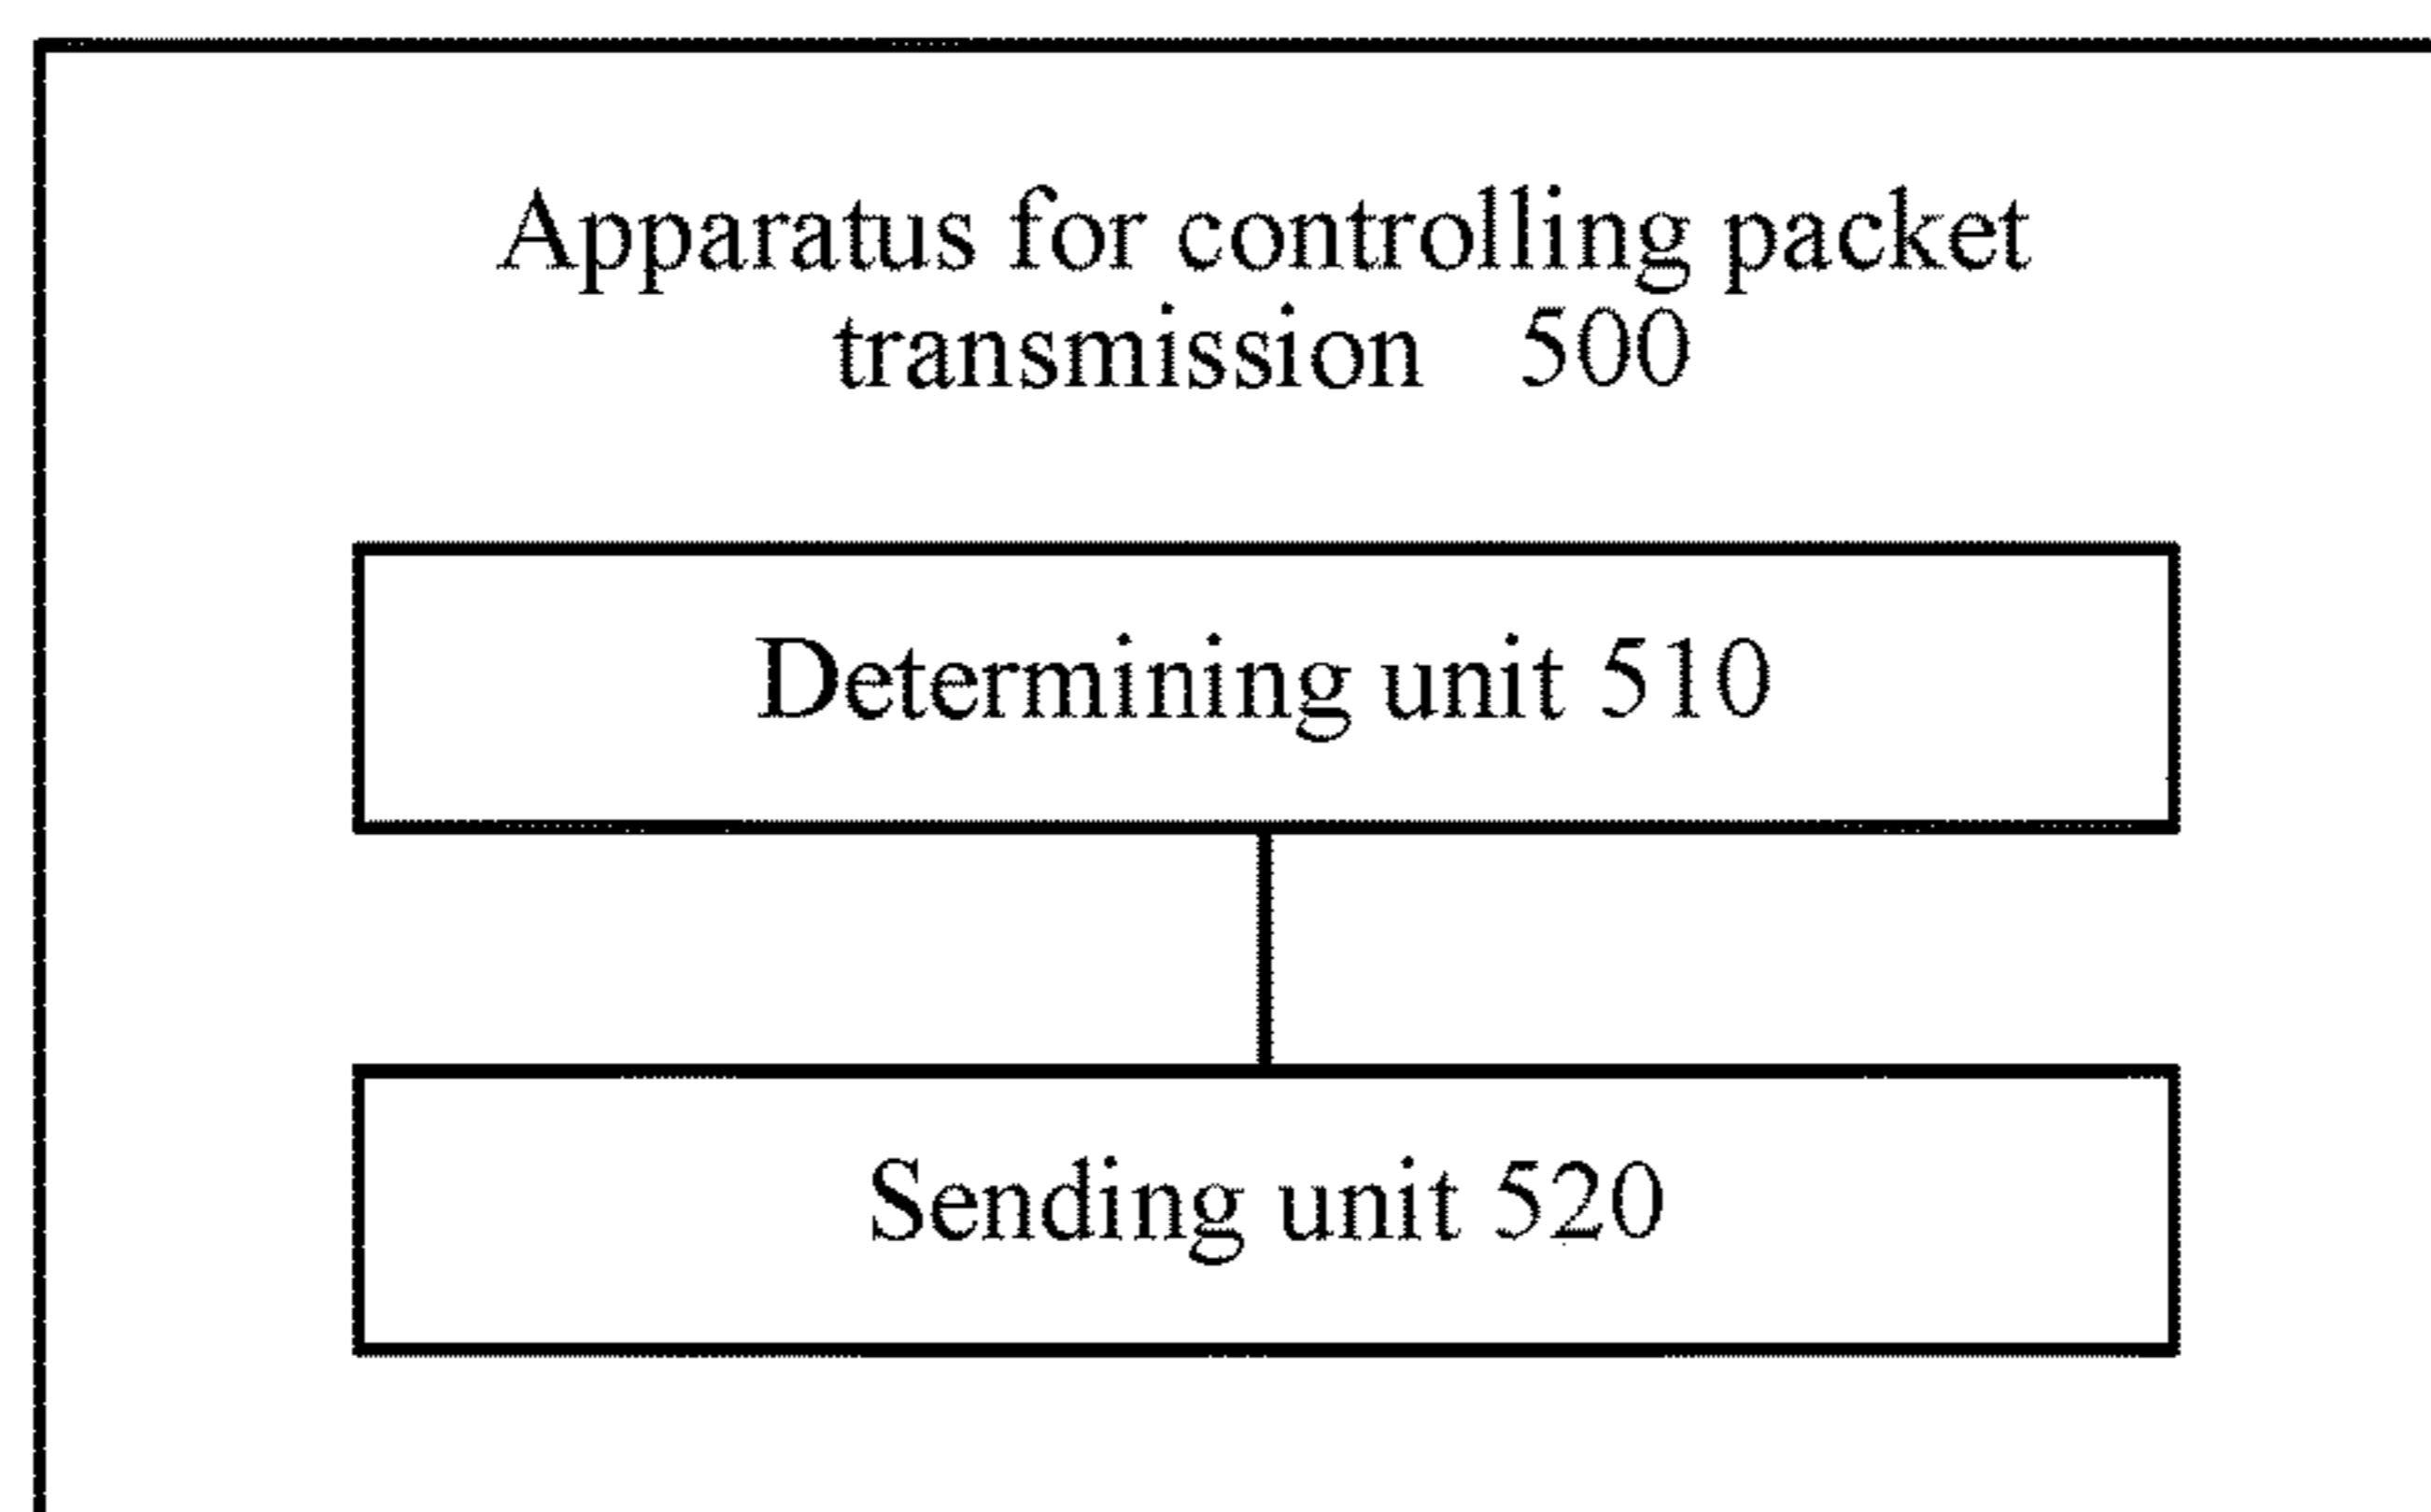 Apparatus for controlling packet
transmission 500
Determining unit 510
Sending unit 520